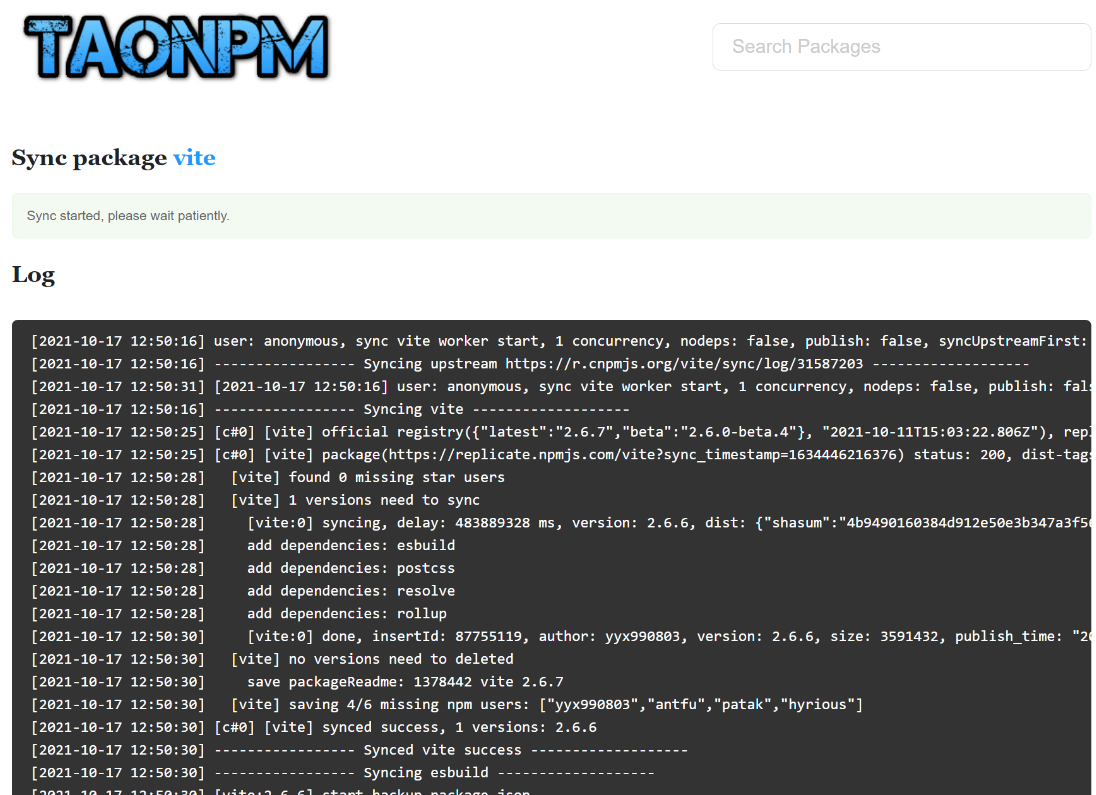 TAONPM
Search Packages
Sync package vite
Sync started, please wait patiently.
Log
[2021-10-17 12:50:16] user: anonymous, sync vite worker start, 1 concurrency, nodeps: false, publish: false, syncUpstreamFirst:
[2021-10-17 12:50:16] ----------------- Syncing upstream https://r.cnpmjs.org/vite/sync/log/31587203 -------------------
[2021-10-17 12:50:31] [2021-10-17 12:50:16] user: anonymous, sync vite worker start, 1 concurrency, nodeps: false, publish:
[2021-10-17 12:50:16] ----------------- Syncing vite -------------------
[2021-10-17 12:50:25] [c#0] [vite] official registry({"latest":"2.6.7","beta":"2.6.0-beta.4"}, "2021-10-11T15:03:22.806Z"),
[2021-10-17 12:50:25] [c#0] [vite] package(https://replicate.npmjs.com/vite?sync_timestamp=1634446216376) status: 200, dist-tags
[2021-10-17 12:50:28] [vite] found 0 missing star users
[2021-10-17 12:50:28] [vite] 1 versions need to sync
[2021-10-17 12:50:28] [vite:0] syncing, delay: 483889328 ms, version: 2.6.6, dist: {"shasum":"4b9490160384d912e50e3b347a3f5
[2021-10-17 12:50:28] add dependencies: esbuild
[2021-10-17 12:50:28] add dependencies: postcss
[2021-10-17 12:50:28] add dependencies: resolve
[2021-10-17 12:50:28] add dependencies: rollup
[2021-10-17 12:50:30] [vite:0] done, insertId: 87755119, author: yyx990803, version: 2.6.6, size: 3591432, publish_time: "2
[2021-10-17 12:50:30] [vite] no versions need to deleted
[2021-10-17 12:50:30] save packageReadme: 1378442 vite 2.6.7
[2021-10-17 12:50:30] [vite] saving 4/6 missing npm users: ["yyx990803","antfu","patak","hyrious"]
[2021-10-17 12:50:30] [c#0] [vite] synced success, 1 versions: 2.6.6
[2021-10-17 12:50:30] ----------------- Synced vite success -------------------
[2021-10-17 12:50:30] ----------------- Syncing esbuild -------------------
[2021-10-17 12:50:30] [vite:2.6.6] start backup package.json